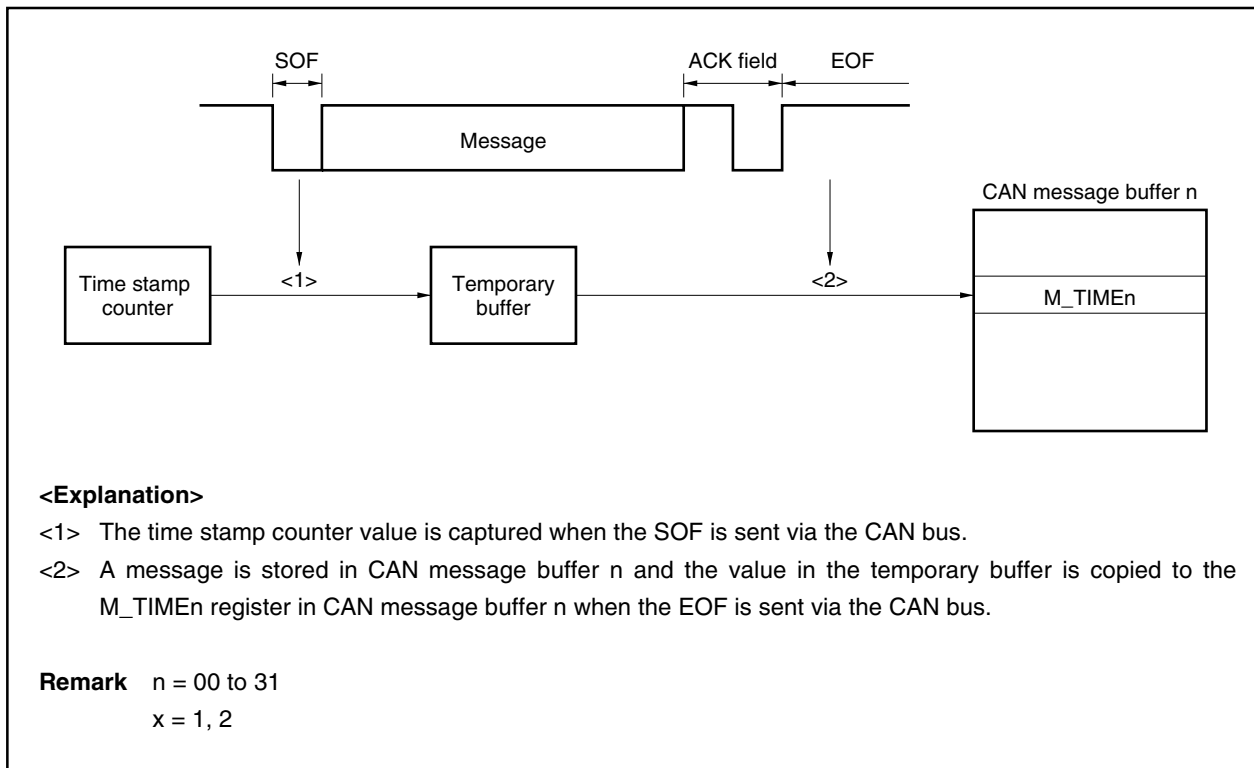 SOF
ACK field
EOF
Message
CAN message buffer n
Time stamp
counter
<1>
Temporary
buffer
<2>
M_TIMEn
<Explanation>
<1> The time stamp counter value is captured when the SOF is sent via the CAN bus.
<2> A message is stored in CAN message buffer n and the value in the temporary buffer is copied to the
M_TIMEn register in CAN message buffer n when the EOF is sent via the CAN bus.
Remark n = 00 to 31
x = 1, 2